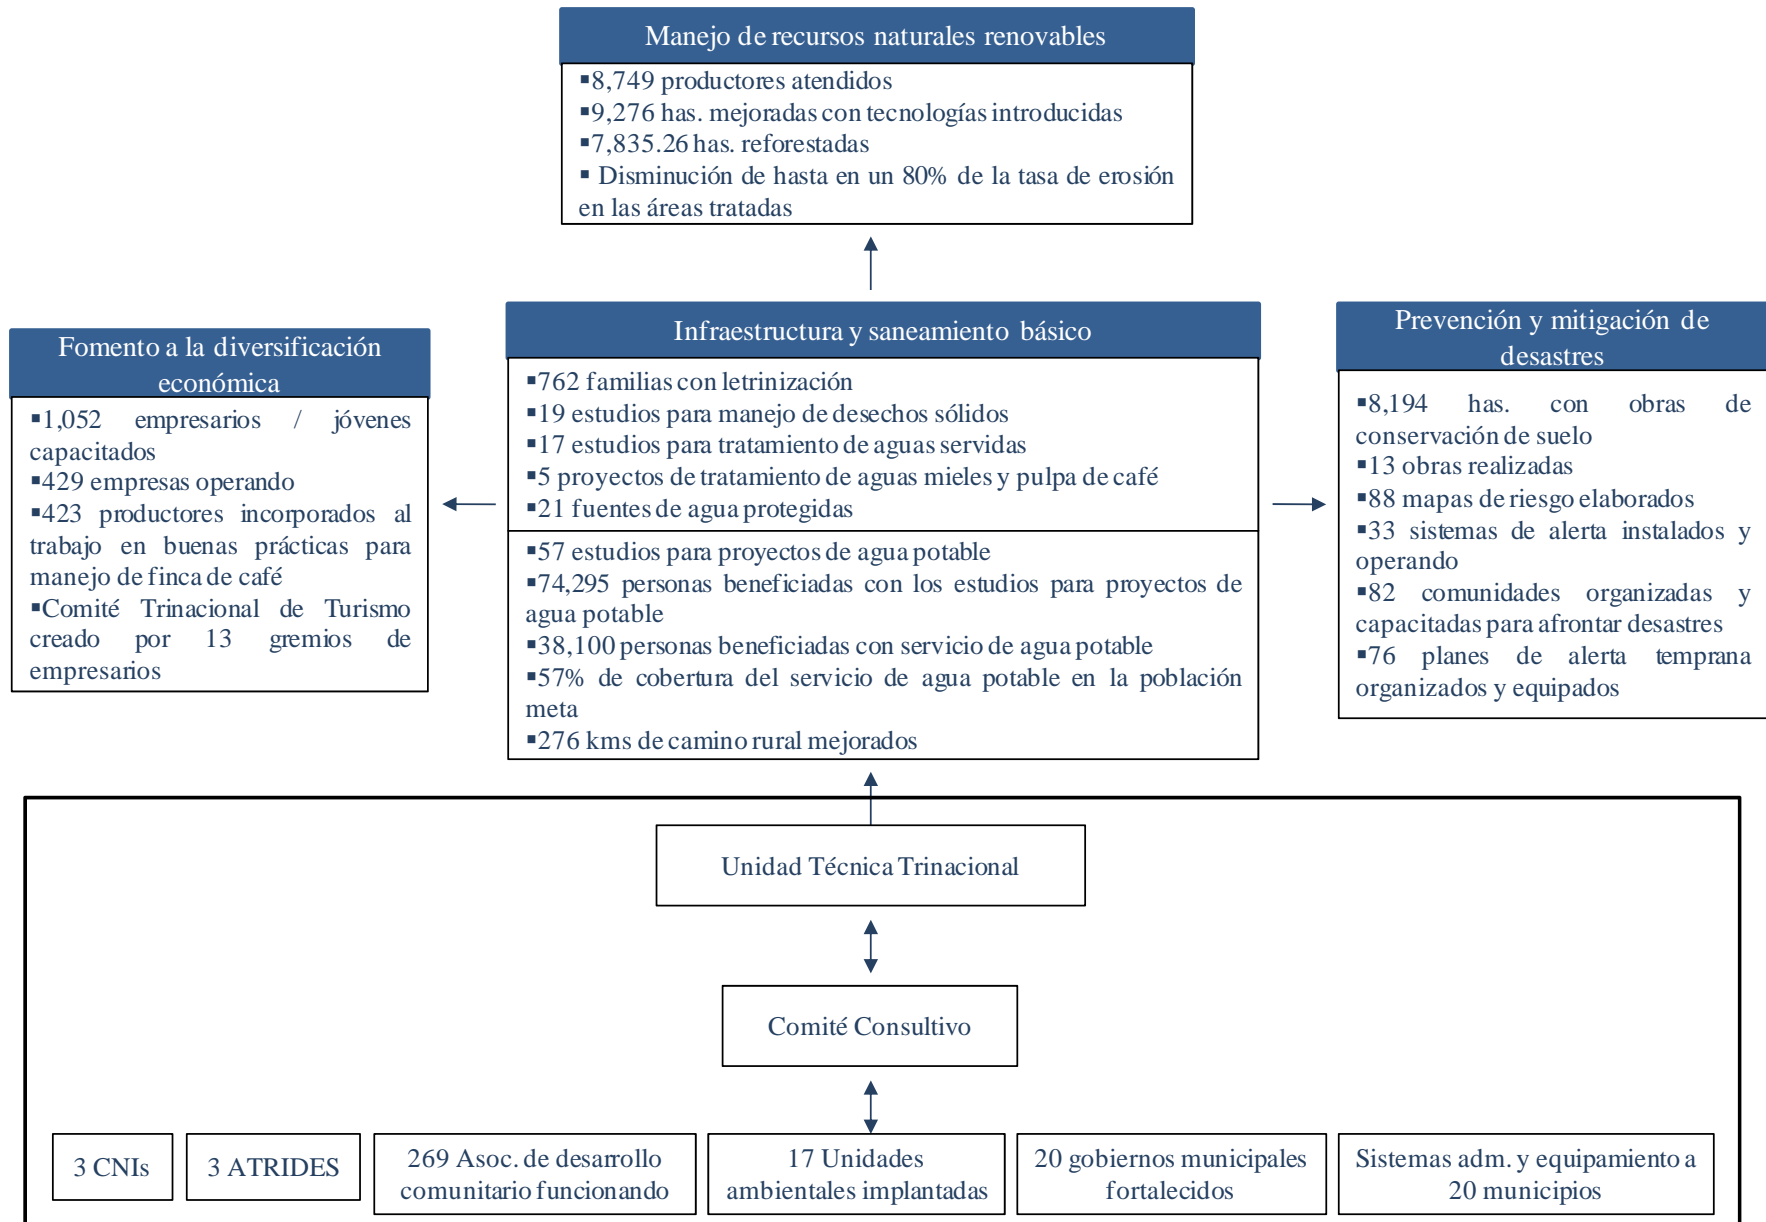 Manejo de recursos naturales renovables
▪8,749 productores atendidos
▪9,276 has. mejoradas con tecnologías introducidas
▪7,835.26 has. reforestadas
▪ Disminución de hasta en un 80% de la tasa de erosión
en las áreas tratadas
Fomento a la diversificación
económica
▪1,052 empresarios / jóvenes
capacitados
▪429 empresas operando
▪423 productores incorporados al
trabajo en buenas prácticas para
manejo de finca de café
▪Comité Trinacional de Turismo
creado por 13 gremios de
empresarios
Infraestructura y saneamiento básico
▪762 familias con letrinización
▪19 estudios para manejo de desechos sólidos
▪17 estudios para tratamiento de aguas servidas
▪5 proyectos de tratamiento de aguas mieles y pulpa de café
▪21 fuentes de agua protegidas
▪57 estudios para proyectos de agua potable
▪74,295 personas beneficiadas con los estudios para proyectos de
agua potable
▪38,100 personas beneficiadas con servicio de agua potable
▪57% de cobertura del servicio de agua potable en la población
meta
▪276 kms de camino rural mejorados
Prevención y mitigación de
desastres
▪8,194 has. con obras de
conservación de suelo
▪13 obras realizadas
▪88 mapas de riesgo elaborados
▪33 sistemas de alerta instalados y
operando
▪82 comunidades organizadas y
capacitadas para afrontar desastres
▪76 planes de alerta temprana
organizados y equipados
Unidad Técnica Trinacional
Comité Consultivo
3 CNIs
3 ATRIDES
269 Asoc. de desarrollo
comunitario funcionando
17 Unidades
ambientales implantadas
20 gobiernos municipales
fortalecidos
Sistemas adm. y equipamiento a
20 municipios